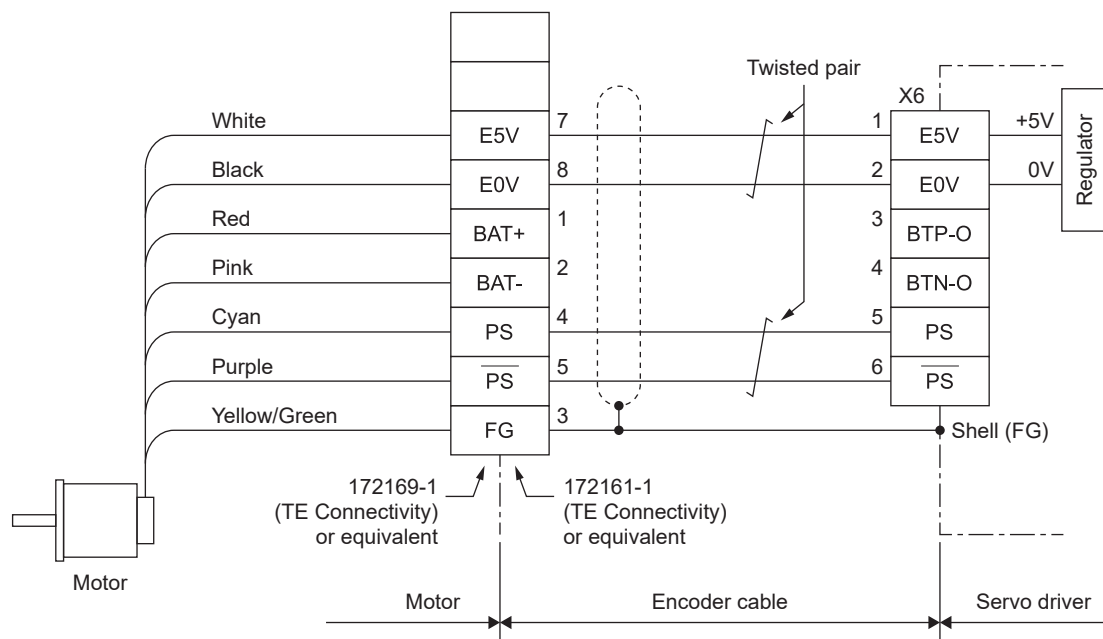 Twisted pair
X6
White
E5V
7
1
E5V
+5V
Regulator
Black
E0V
8
2
E0V
0V
Red
BAT+
1
3
BTP-O
Pink
BAT-
2
4
BTN-O
Cyan
PS
4
5
PS
Purple
P̅S̅
5
6
P̅S̅
Yellow/Green
FG
3
Shell (FG)
172169-1
(TE Connectivity)
or equivalent
172161-1
(TE Connectivity)
or equivalent
Motor
Motor
Encoder cable
Servo driver